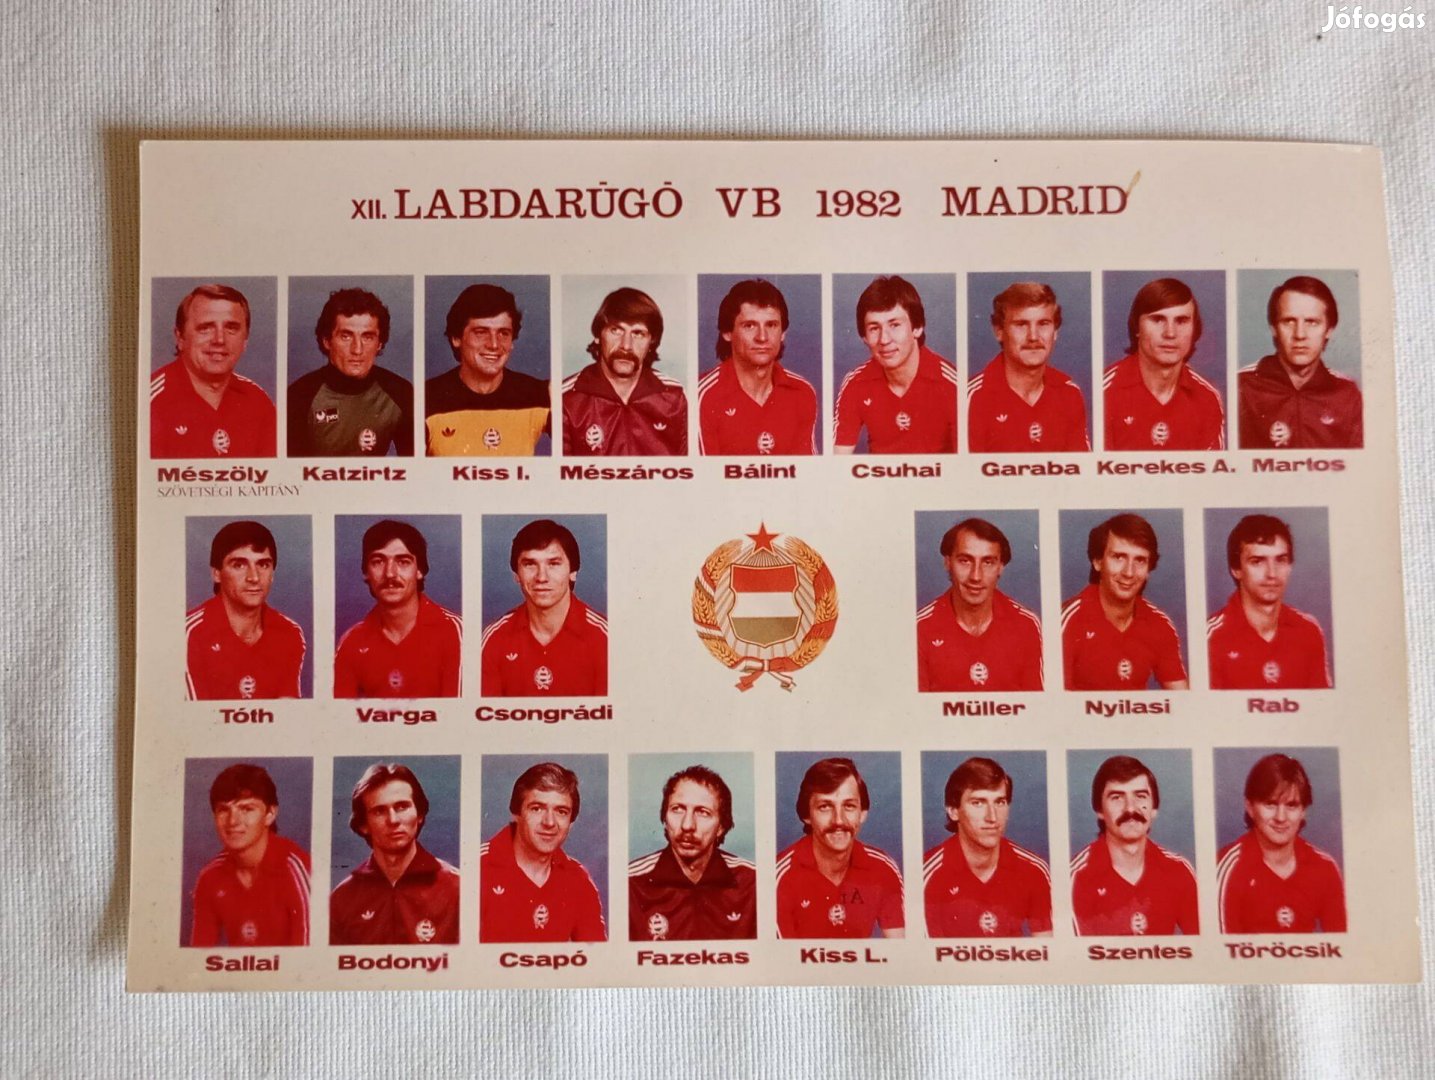 Jófogás
XII. LABDARÚGÓ VB 1982 MADRID
Mészöly Katzirtz Kiss I. Mészáros Bálint Csuhai Garaba Kerekes A. Martos
SZÖVETSÉGI KAPITÁNY
Tóth Varga Csongrádi Müller Nyilasi Rab
Sallai Bodonyi Csapó Fazekas Kiss L. Pölöskei Szentes Töröcsik